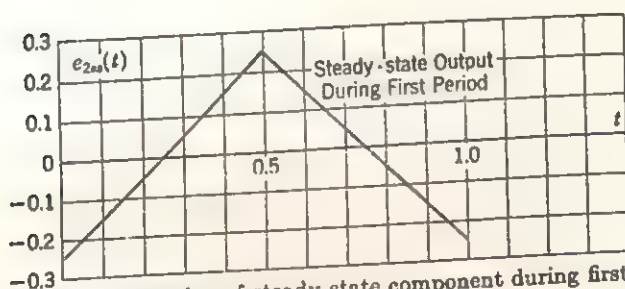 0.3
e₂ₛₛ(t)
Steady-state Output
During First Period
0.2
0.1
t
0
0.5
1.0
-0.1
-0.2
-0.3
of steady-state component during first